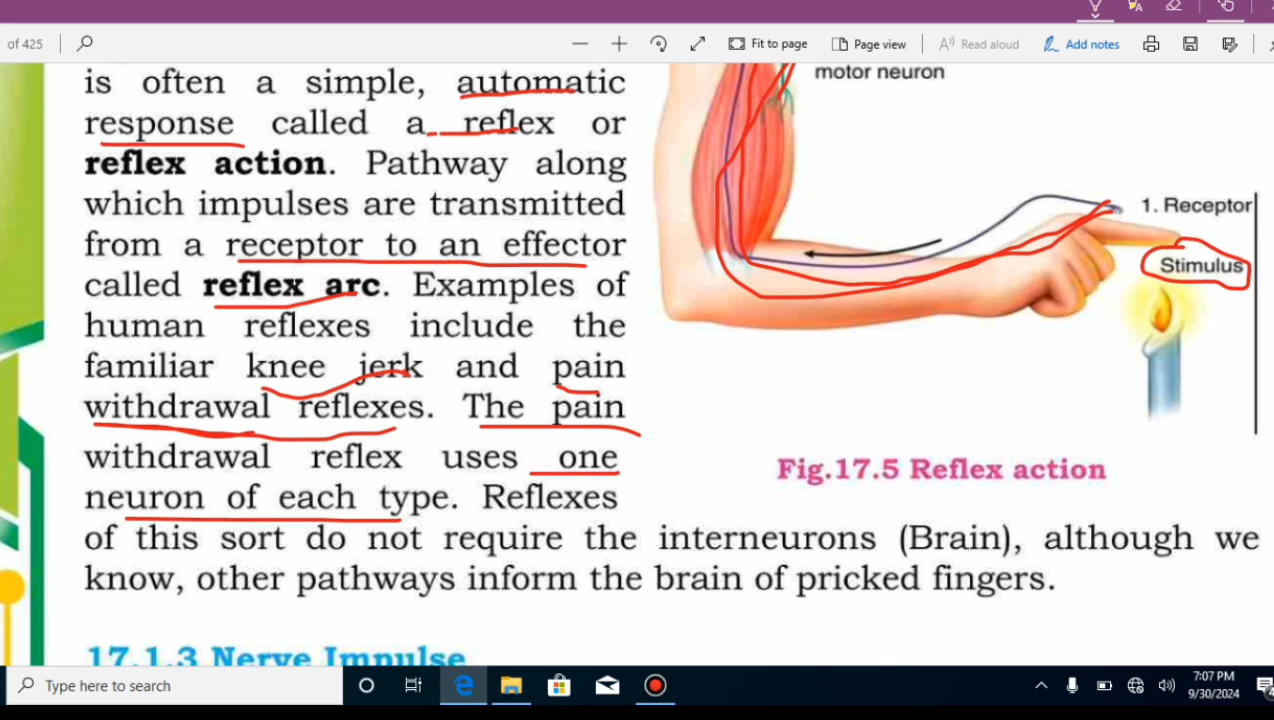 of 425
Fit to page
Page view
Read aloud
Add notes
is often a simple, automatic
response called a reflex or
reflex action. Pathway along
which impulses are transmitted
from a receptor to an effector
called reflex arc. Examples of
human reflexes include the
familiar knee jerk and pain
withdrawal reflexes. The pain
withdrawal reflex uses one
neuron of each type. Reflexes
of this sort do not require the interneurons (Brain), although we
know, other pathways inform the brain of pricked fingers.
motor neuron
1. Receptor
Stimulus
Fig.17.5 Reflex action
17.1.3 Nerve Impulse
Type here to search
7:07 PM
9/30/2024